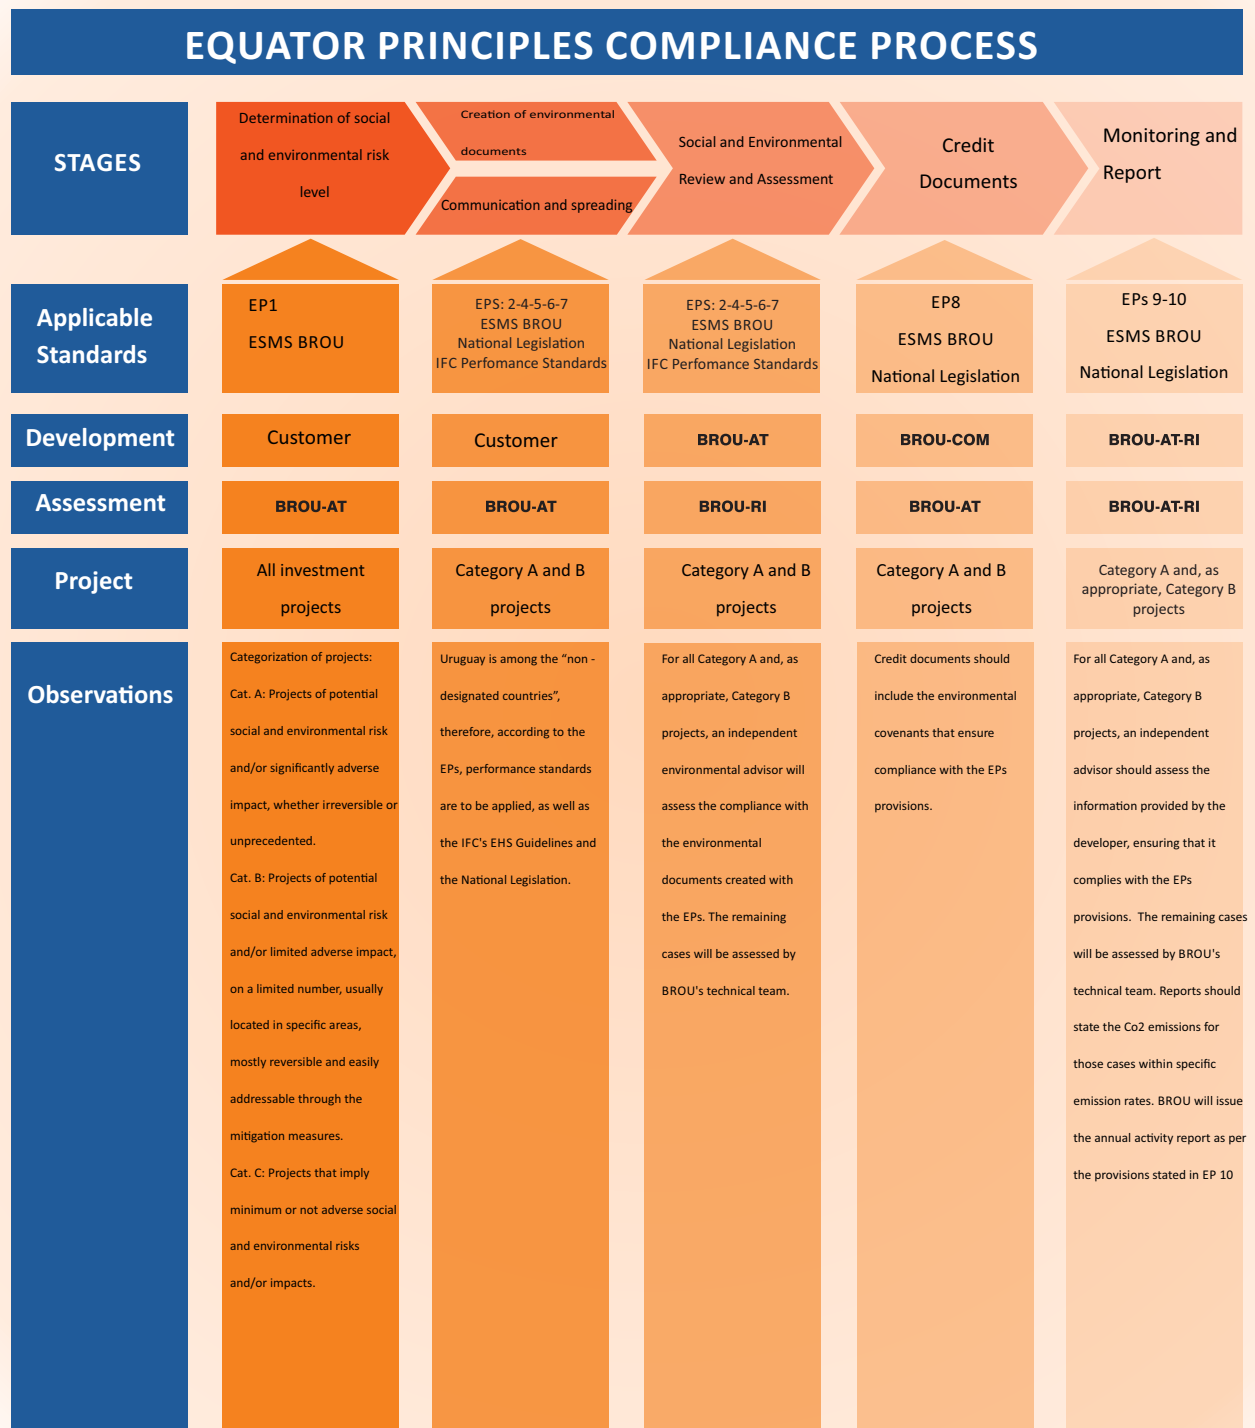 EQUATOR PRINCIPLES COMPLIANCE PROCESS
STAGES
Determination of social
and environmental risk
level
Creation of environmental
documents
Communication and spreading
Social and Environmental
Review and Assessment
Credit
Documents
Monitoring and
Report
Applicable
Standards
EP1
ESMS BROU
EPS: 2-4-5-6-7
ESMS BROU
National Legislation
IFC Perfomance Standards
EPS: 2-4-5-6-7
ESMS BROU
National Legislation
IFC Perfomance Standards
EP8
ESMS BROU
National Legislation
EPs 9-10
ESMS BROU
National Legislation
Development
Customer
Customer
BROU-AT
BROU-COM
BROU-AT-RI
Assessment
BROU-AT
BROU-AT
BROU-RI
BROU-AT
BROU-AT-RI
Project
All investment
projects
Category A and B
projects
Category A and B
projects
Category A and B
projects
Category A and, as
appropriate, Category B
projects
Observations
Categorization of projects:
Cat. A: Projects of potential
social and environmental risk
and/or significantly adverse
impact, whether irreversible or
unprecedented.
Cat. B: Projects of potential
social and environmental risk
and/or limited adverse impact,
on a limited number, usually
located in specific areas,
mostly reversible and easily
addressable through the
mitigation measures.
Cat. C: Projects that imply
minimum or not adverse social
and environmental risks
and/or impacts.
Uruguay is among the “non -
designated countries”,
therefore, according to the
EPs, performance standards
are to be applied, as well as
the IFC's EHS Guidelines and
the National Legislation.
For all Category A and, as
appropriate, Category B
projects, an independent
environmental advisor will
assess the compliance with
the environmental
documents created with
the EPs. The remaining
cases will be assessed by
BROU's technical team.
Credit documents should
include the environmental
covenants that ensure
compliance with the EPs
provisions.
For all Category A and, as
appropriate, Category B
projects, an independent
advisor should assess the
information provided by the
developer, ensuring that it
complies with the EPs
provisions.  The remaining cases
will be assessed by BROU's
technical team. Reports should
state the Co2 emissions for
those cases within specific
emission rates. BROU will issue
the annual activity report as per
the provisions stated in EP 10